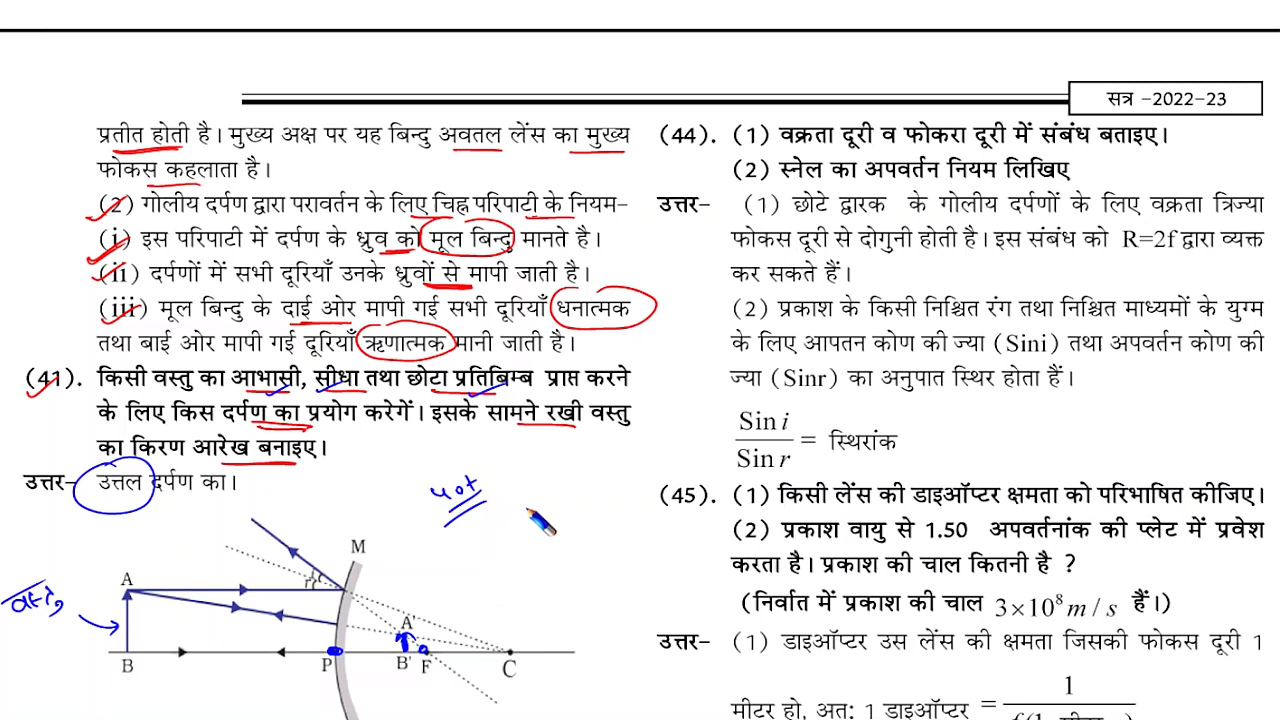 सत्र -2022-23
प्रतीत होती है। मुख्य अक्ष पर यह बिन्दु अवतल लेंस का मुख्य
फोकस कहलाता है।
(2) गोलीय दर्पण द्वारा परावर्तन के लिए चिह्न परिपाटी के नियम-
(i) इस परिपाटी में दर्पण के ध्रुव को मूल बिन्दु मानते है।
(ii) दर्पणों में सभी दूरियाँ उनके ध्रुवों से मापी जाती है।
(iii) मूल बिन्दु के दाई ओर मापी गई सभी दूरियाँ धनात्मक
तथा बाई ओर मापी गई दूरियाँ ऋणात्मक मानी जाती है।
(41). किसी वस्तु का आभासी, सीधा तथा छोटा प्रतिबिम्ब प्राप्त करने
के लिए किस दर्पण का प्रयोग करेगें। इसके सामने रखी वस्तु
का किरण आरेख बनाइए।
उत्तर- उत्तल दर्पण का।
M
A
r
i
A'
B
P
B'
F
C
(44). (1) वक्रता दूरी व फोकरा दूरी में संबंध बताइए।
(2) स्नेल का अपवर्तन नियम लिखिए
उत्तर- (1) छोटे द्वारक के गोलीय दर्पणों के लिए वक्रता त्रिज्या
फोकस दूरी से दोगुनी होती है। इस संबंध को R=2f द्वारा व्यक्त
कर सकते हैं।
(2) प्रकाश के किसी निश्चित रंग तथा निश्चित माध्यमों के युग्म
के लिए आपतन कोण की ज्या (Sini) तथा अपवर्तन कोण की
ज्या (Sinr) का अनुपात स्थिर होता हैं।
Sin i
Sin r = स्थिरांक
(45). (1) किसी लेंस की डाइऑप्टर क्षमता को परिभाषित कीजिए।
(2) प्रकाश वायु से 1.50 अपवर्तनांक की प्लेट में प्रवेश
करता है। प्रकाश की चाल कितनी है ?
(निर्वात में प्रकाश की चाल 3×10⁸ m / s हैं।)
उत्तर- (1) डाइऑप्टर उस लेंस की क्षमता जिसकी फोकस दूरी 1
मीटर हो, अत: 1 डाइऑप्टर = 1